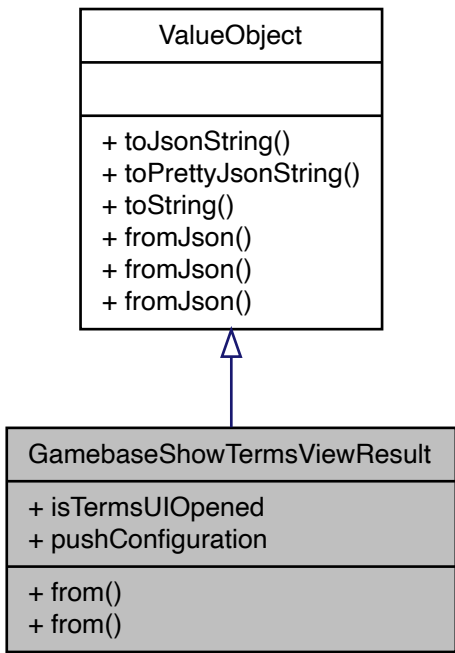 ValueObject
+ toJsonString()
+ toPrettyJsonString()
+ toString()
+ fromJson()
+ fromJson()
+ fromJson()
GamebaseShowTermsViewResult
+ isTermsUIOpened
+ pushConfiguration
+ from()
+ from()